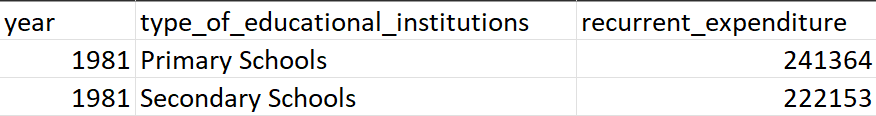 year type_of_educational_institutions recurrent_expenditure
1981 Primary Schools 241364
1981 Secondary Schools 222153